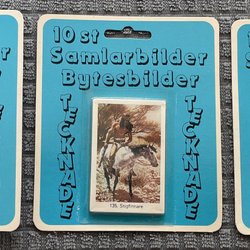 10 st
Samlarbilder
Bytesbilder
TECKNADE
TECKNADE
135. Stigfinnare